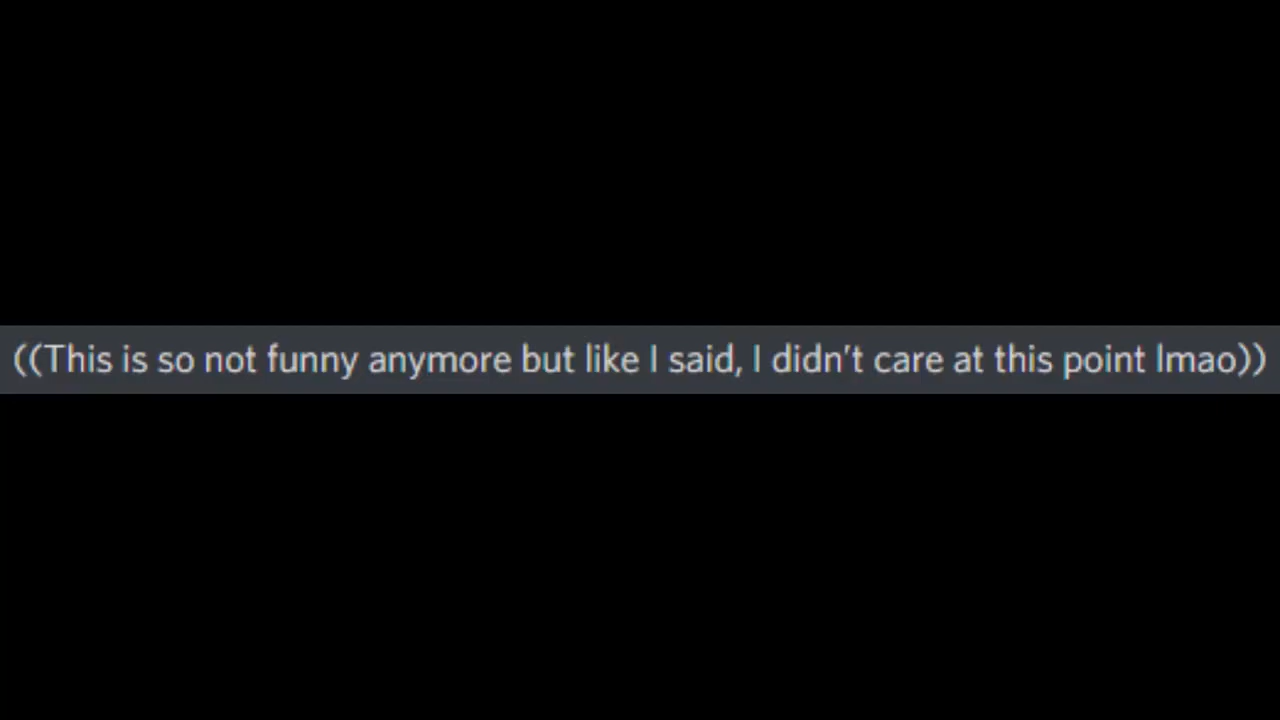 ((This is so not funny anymore but like I said, I didn't care at this point lmao))